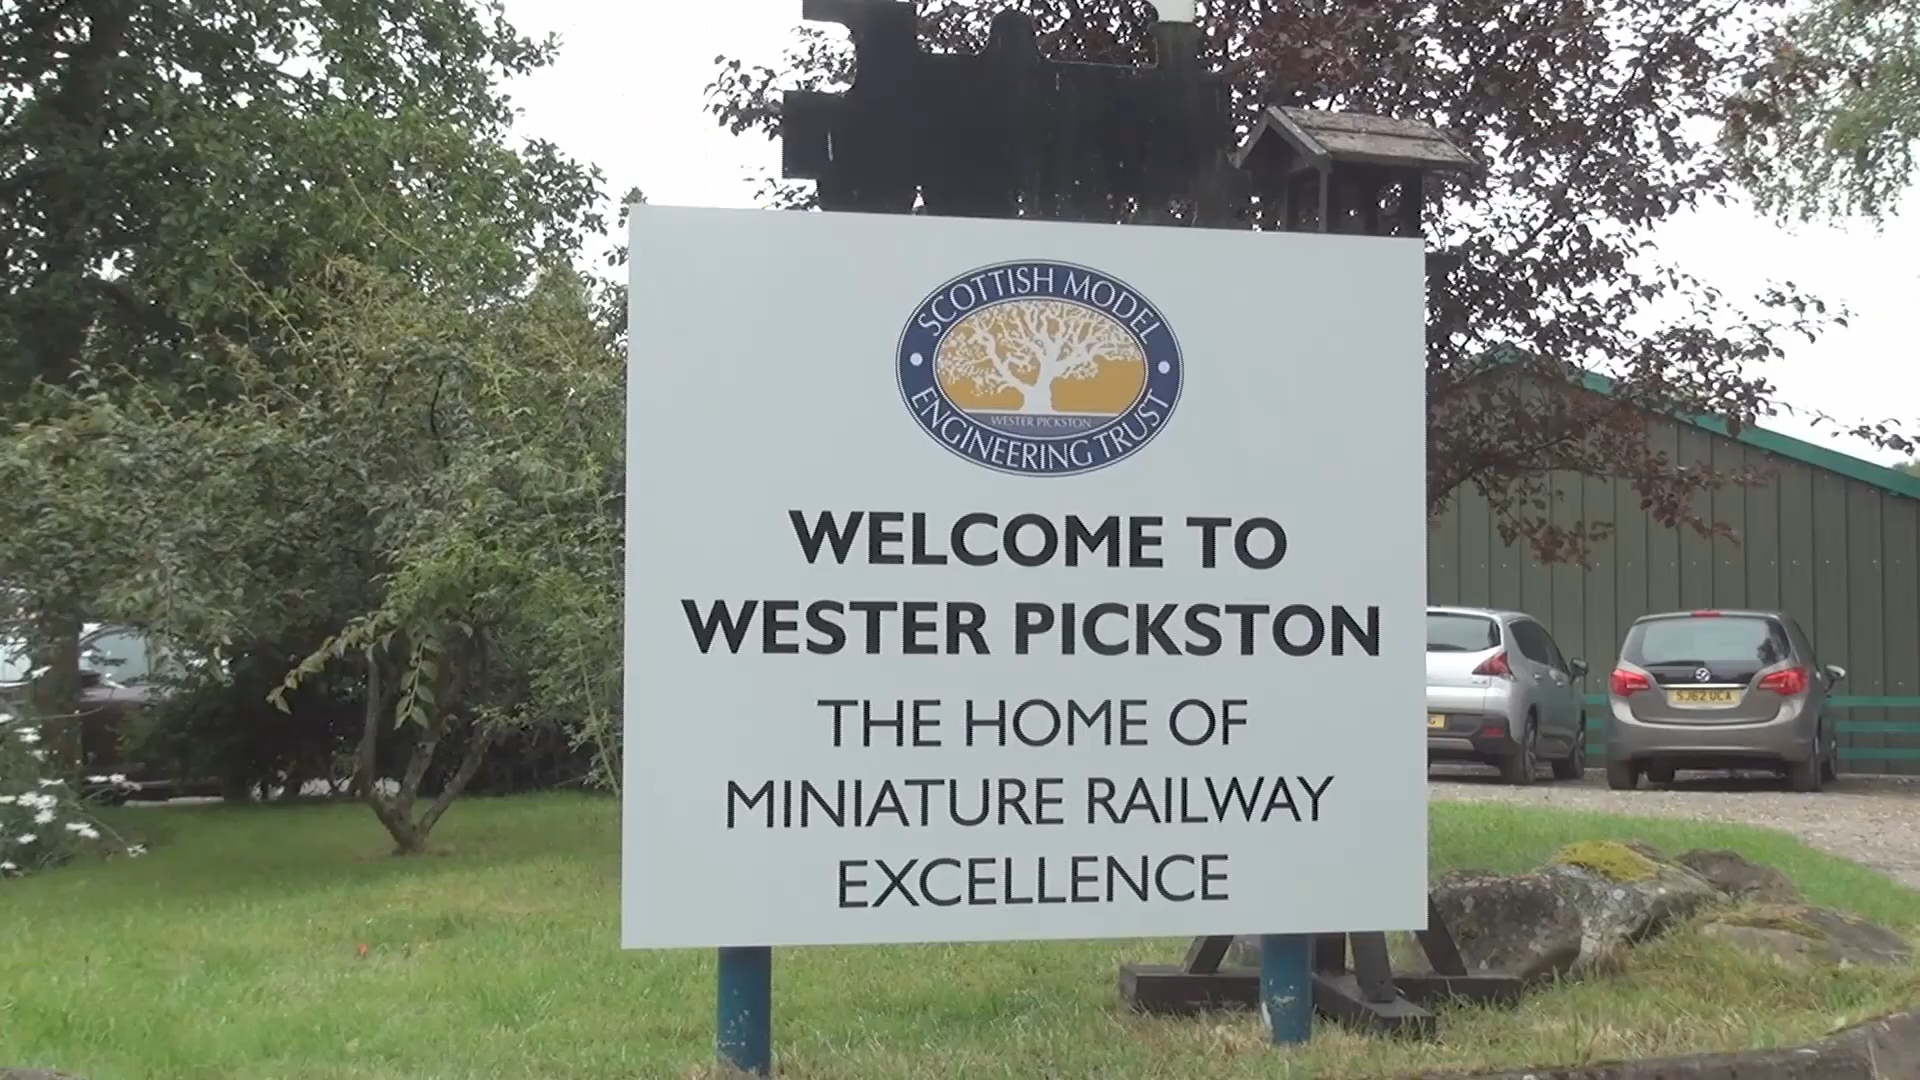 SCOTTISH MODEL
WESTER PICKSTON
ENGINEERING TRUST
WELCOME TO
WESTER PICKSTON
THE HOME OF
MINIATURE RAILWAY
EXCELLENCE
SJ62 UCA